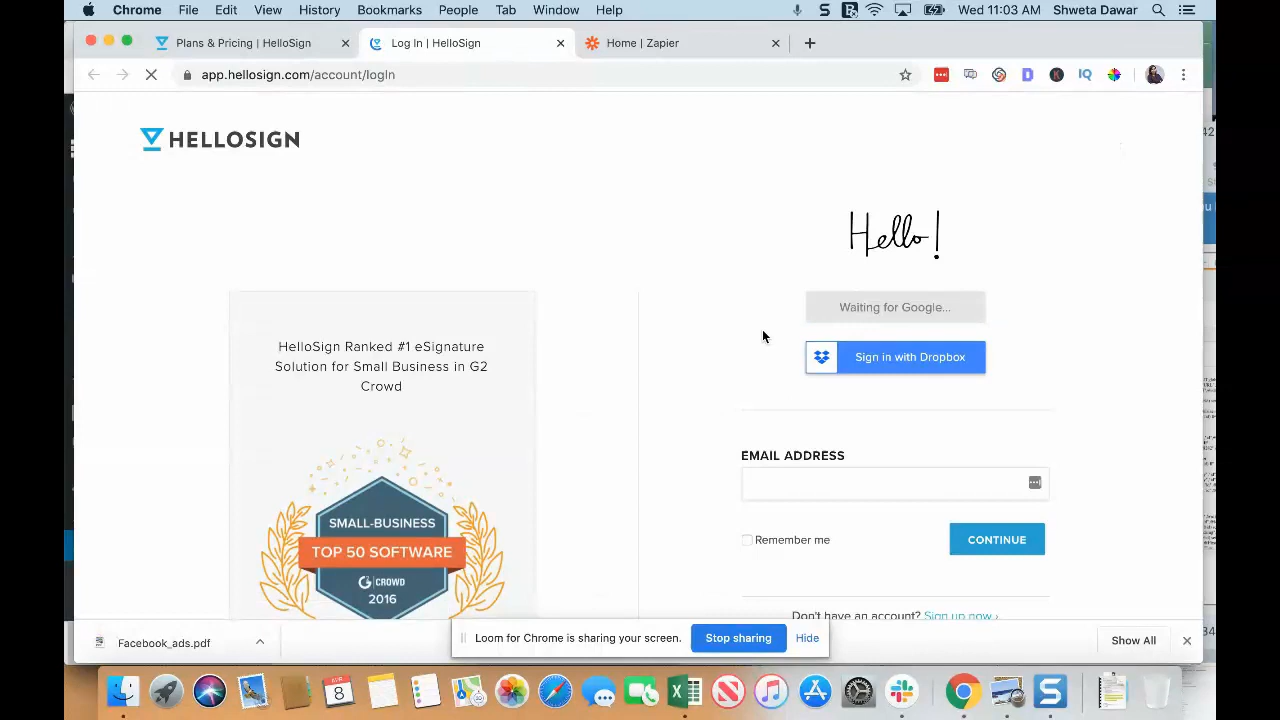 Chrome File Edit View History Bookmarks People Tab Window Help Wed 11:03 AM Shweta Dawar
Plans & Pricing | HelloSign
Log In | HelloSign
Home | Zapier
app.hellosign.com/account/logIn
IQ
HELLOSIGN
Hello!
Waiting for Google...
Sign in with Dropbox
HelloSign Ranked #1 eSignature
Solution for Small Business in G2
Crowd
SMALL-BUSINESS
TOP 50 SOFTWARE
CROWD
2016
EMAIL ADDRESS
Remember me
CONTINUE
Don't have an account? Sign up now ›
Loom for Chrome is sharing your screen.
Stop sharing
Hide
Facebook_ads.pdf
Show All